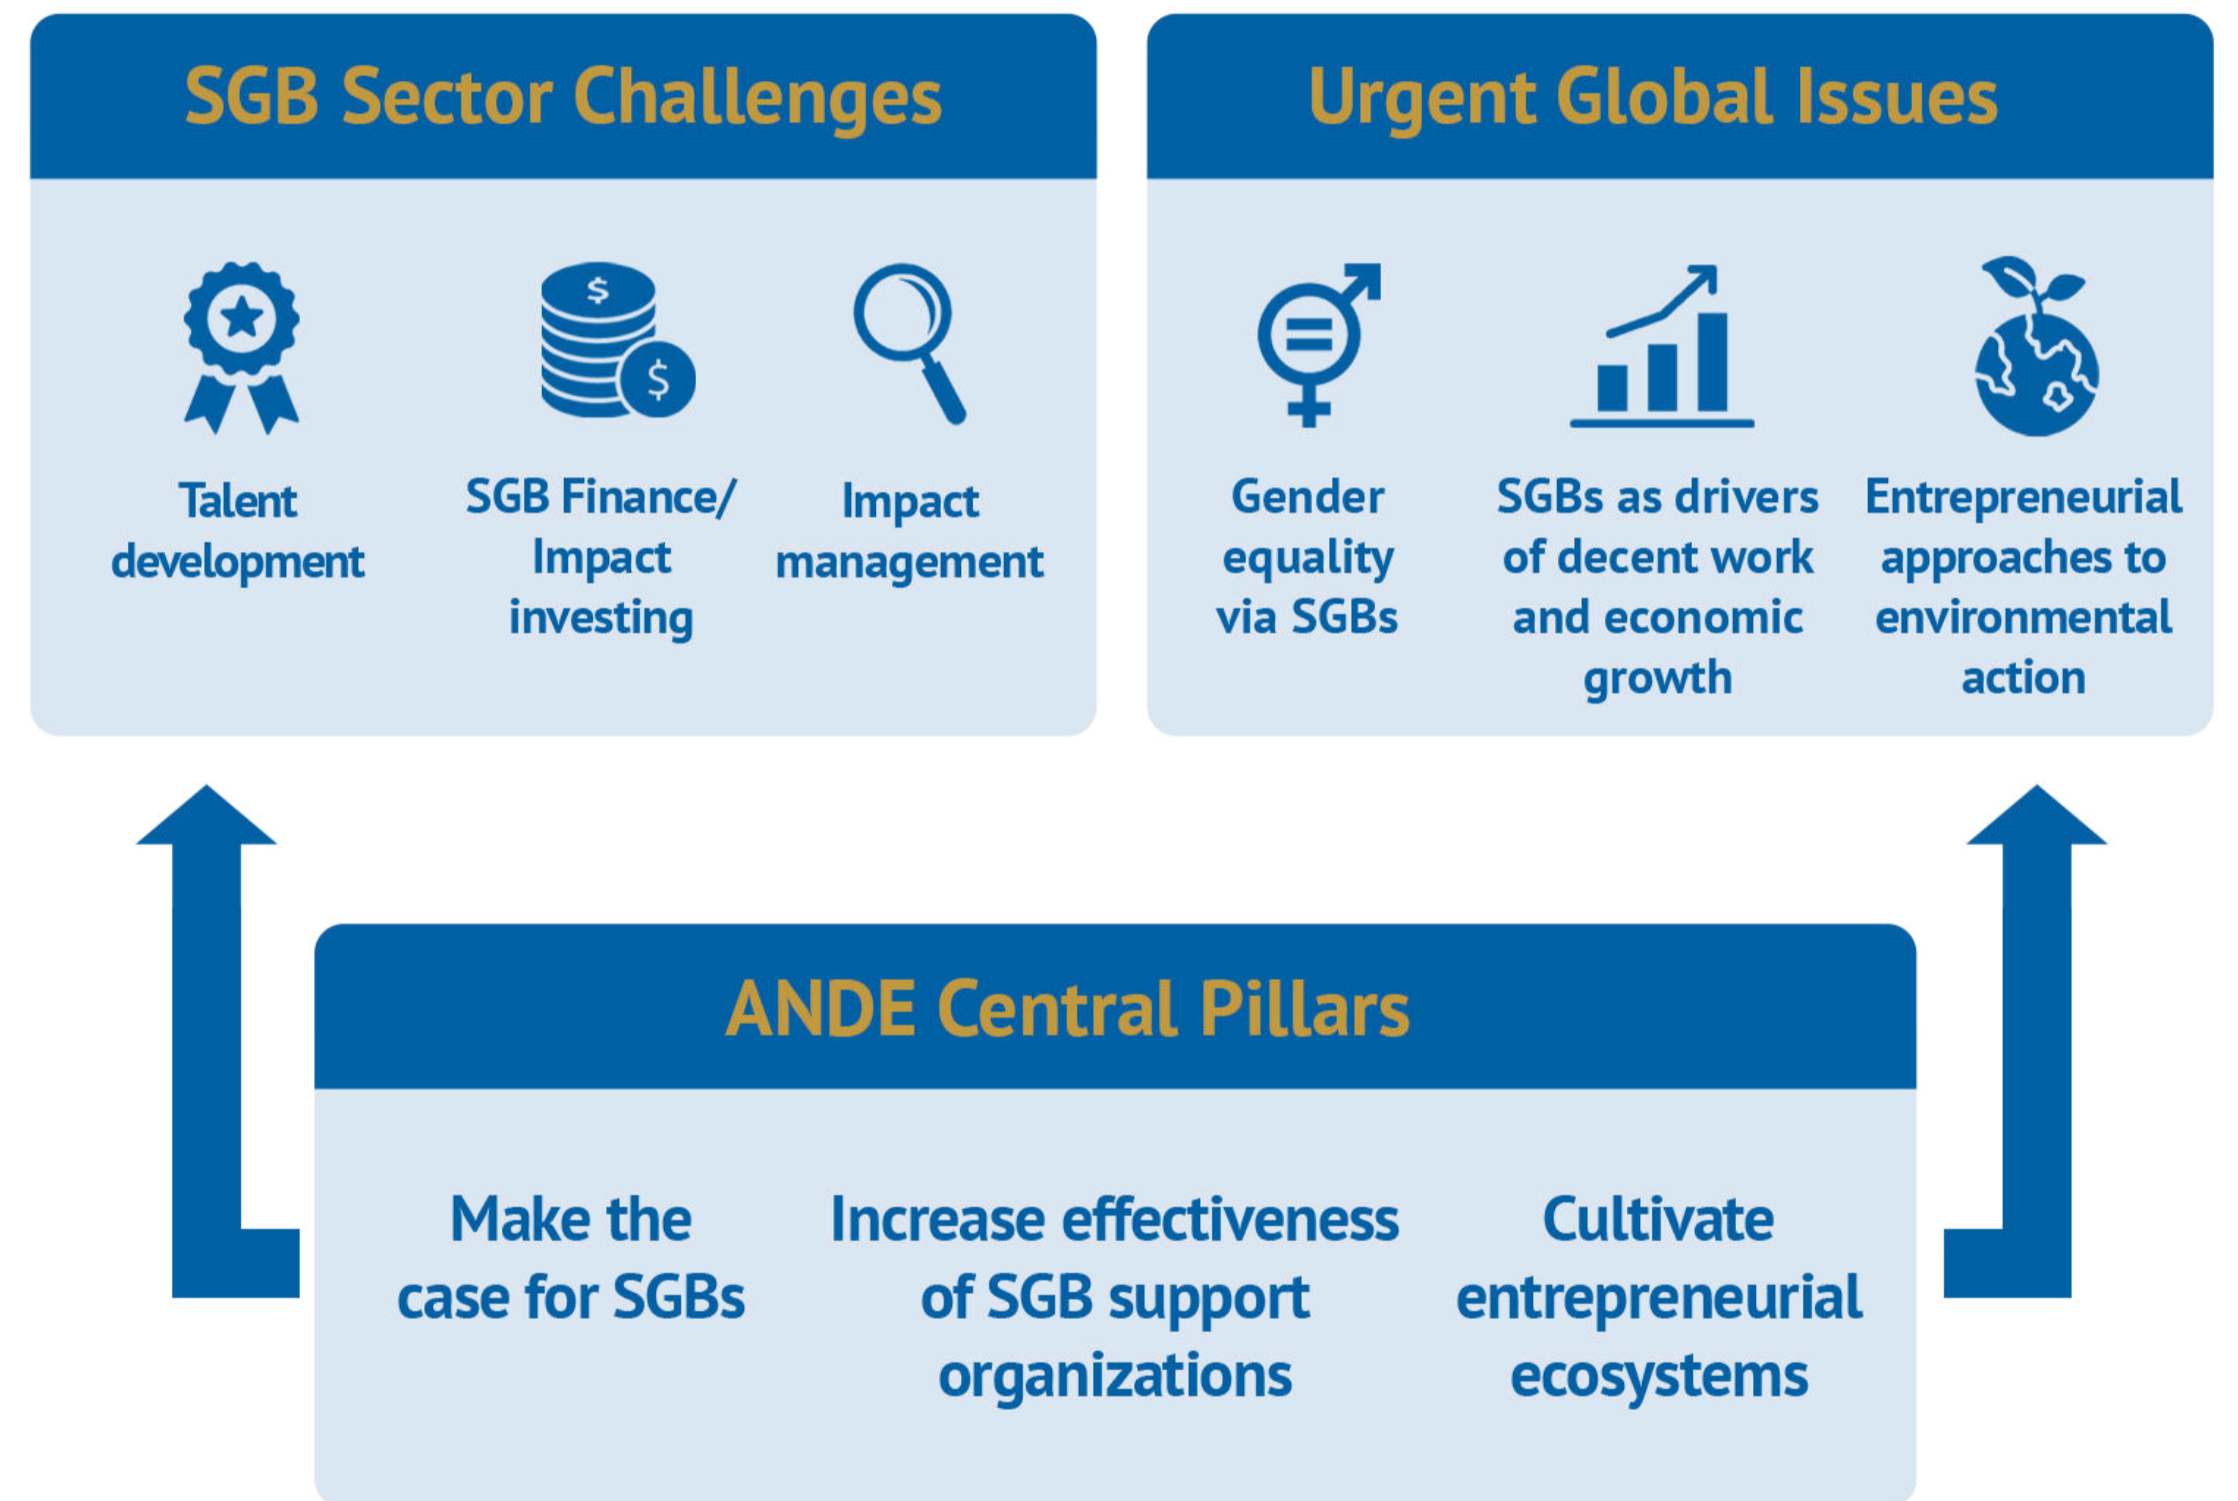 SGB Sector Challenges
$
$
Talent
development
SGB Finance/
Impact
investing
Impact
management
Urgent Global Issues
Gender
equality
via SGBs
SGBs as drivers
of decent work
and economic
growth
Entrepreneurial
approaches to
environmental
action
ANDE Central Pillars
Make the
case for SGBs
Increase effectiveness
of SGB support
organizations
Cultivate
entrepreneurial
ecosystems